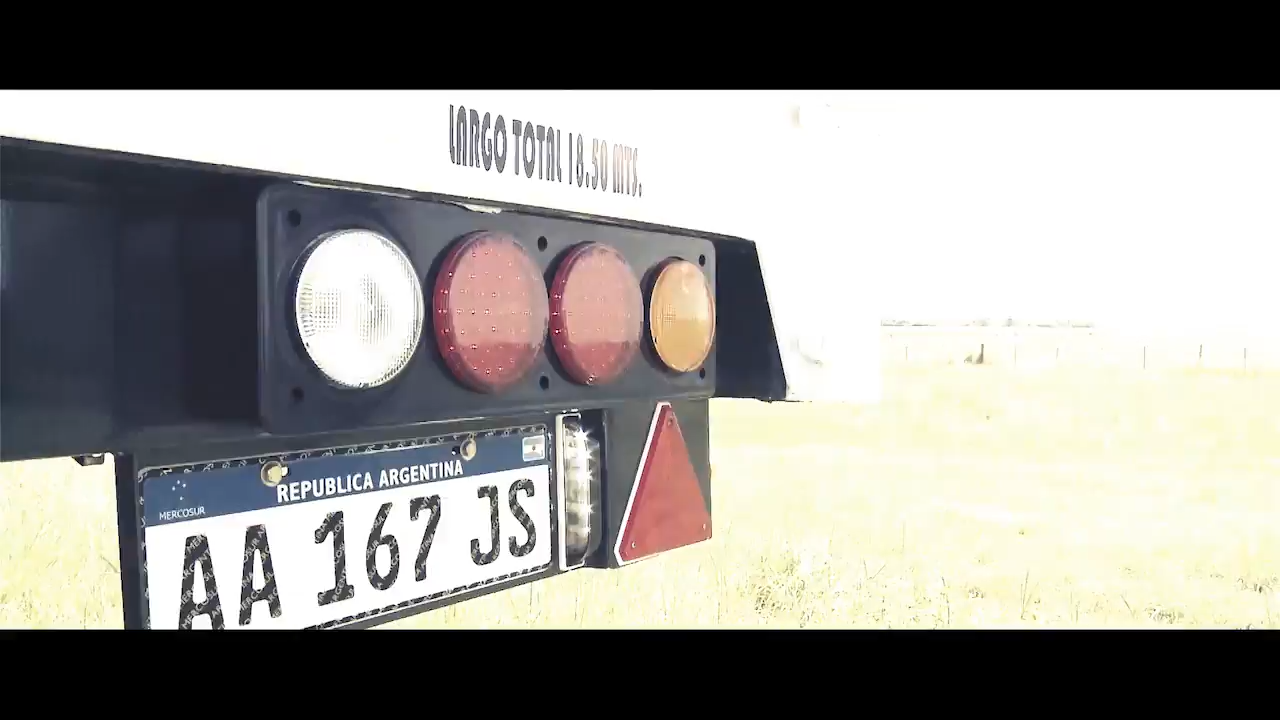 LARGO TOTAL 18.50 MTS.
REPUBLICA ARGENTINA
MERCOSUR
AA 167 JS